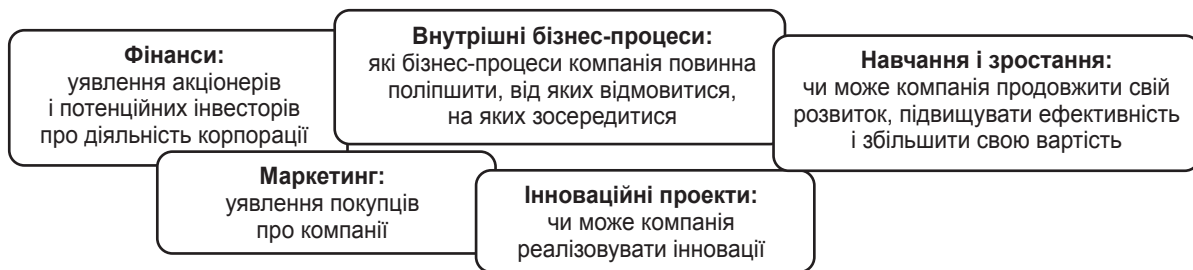 Фінанси:
уявлення акціонерів
і потенційних інвесторів
про діяльність корпорації
Внутрішні бізнес-процеси:
які бізнес-процеси компанія повинна
поліпшити, від яких відмовитися,
на яких зосередитися
Навчання і зростання:
чи може компанія продовжити свій
розвиток, підвищувати ефективність
і збільшити свою вартість
Маркетинг:
уявлення покупців
про компанії
Інноваційні проекти:
чи може компанія
реалізовувати інновації